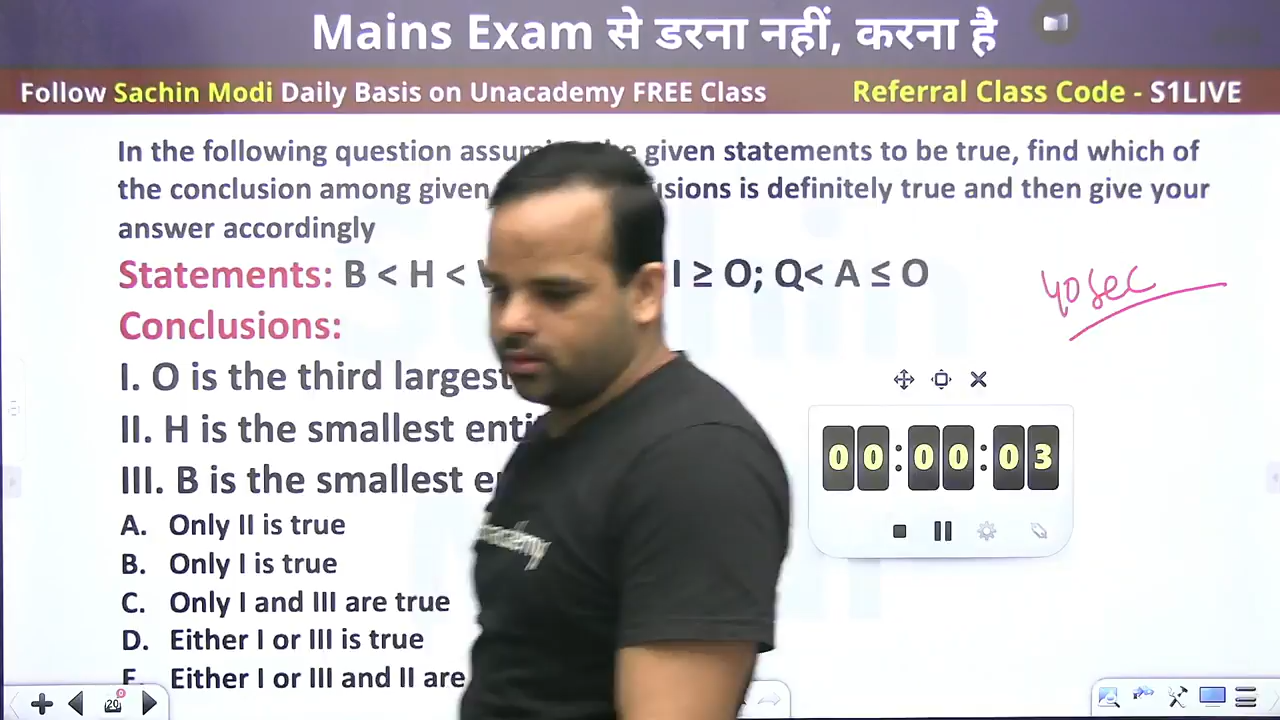 Mains Exam से डरना नहीं, करना है
Follow Sachin Modi Daily Basis on Unacademy FREE Class Referral Class Code - S1LIVE
In the following question given statements to be true, find which of
the conclusion among given is definitely true and then give your
answer accordingly
Statements: B < H < I ≥ O; Q< A ≤ O
40 sec
Conclusions:
I. O is the third largest
II. H is the smallest
III. B is the smallest
00:00:03
A. Only II is true
B. Only I is true
C. Only I and III are true
D. Either I or III is true
E. Either I or III and II are
20